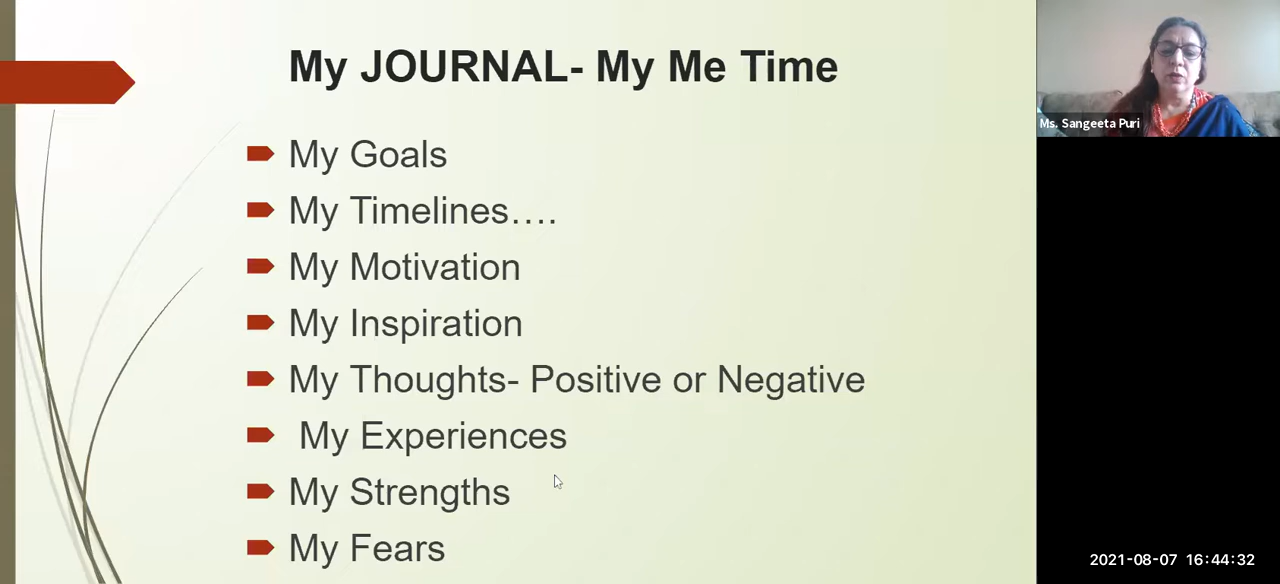 My JOURNAL- My Me Time
My Goals
My Timelines….
My Motivation
My Inspiration
My Thoughts- Positive or Negative
My Experiences
My Strengths
My Fears
Ms. Sangeeta Puri
2021-08-07 16:44:32